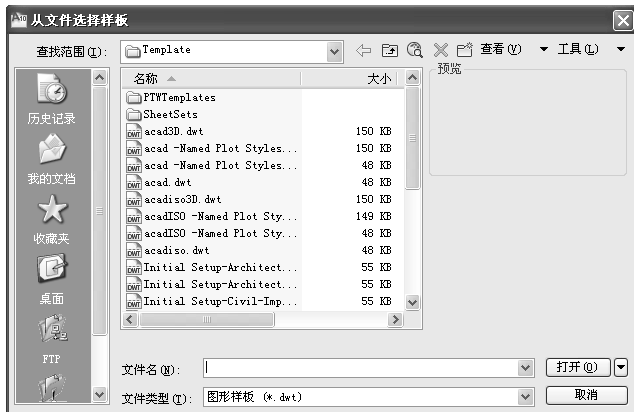 从文件选择样板
查找范围(I): Template 查看(V) 工具(L)
名称 大小 预览
PTWTemplates
SheetSets
acad3D.dwt 150 KB
acad -Named Plot Styles... 150 KB
acad -Named Plot Styles... 48 KB
acad.dwt 48 KB
acadiso3D.dwt 150 KB
acadISO -Named Plot Sty... 149 KB
acadISO -Named Plot Sty... 48 KB
acadiso.dwt 48 KB
Initial Setup-Architect... 55 KB
Initial Setup-Architect... 55 KB
Initial Setup-Civil-Imp... 55 KB
历史记录
我的文档
收藏夹
桌面
FTP
文件名(N): 打开(O)
文件类型(T): 图形样板 (*.dwt) 取消